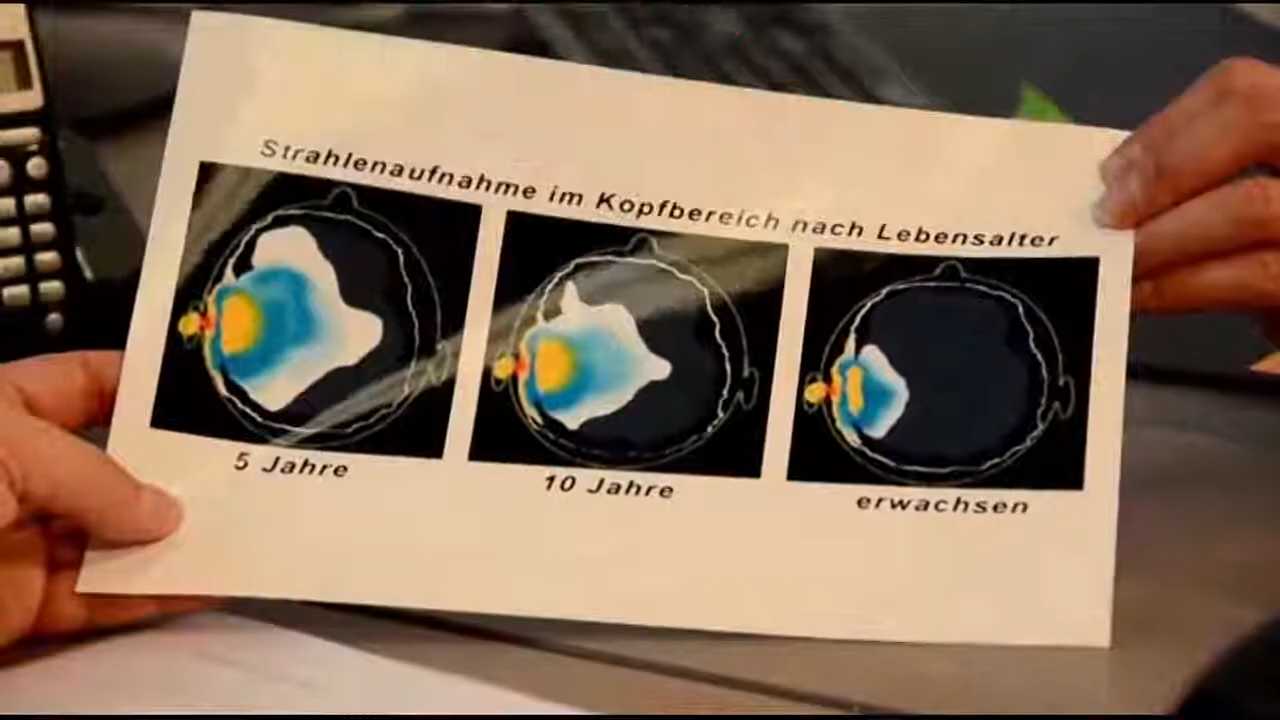 Strahlenaufnahme im Kopfbereich nach Lebensalter
5 Jahre
10 Jahre
erwachsen